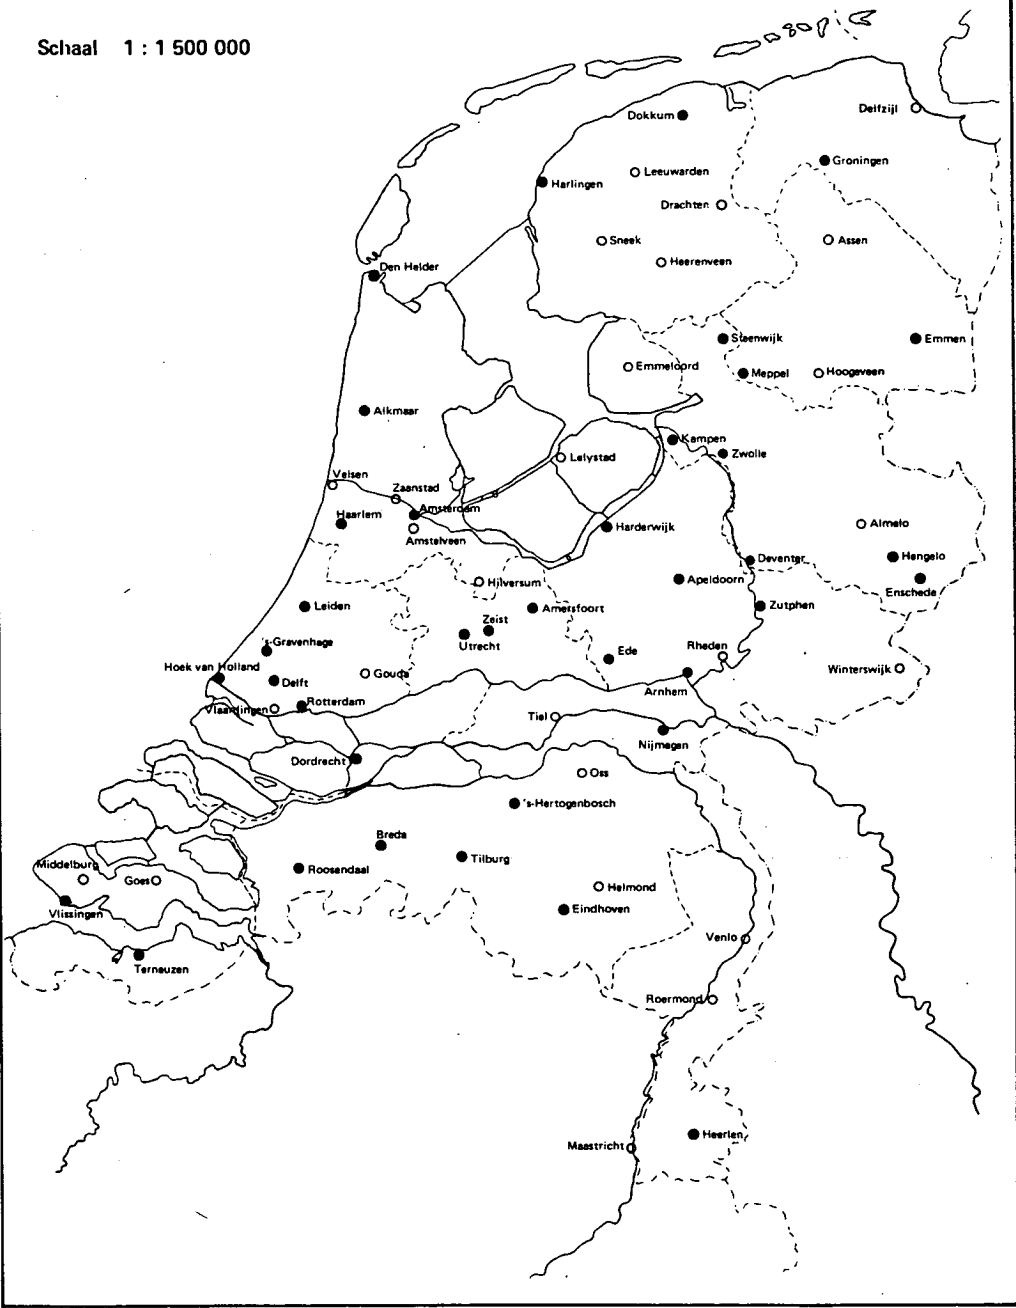 Schaal 1 : 1 500 000
Delfzijl
Dokkum
Groningen
Leeuwarden
Harlingen
Drachten
Sneek
Assen
Heerenveen
Den Helder
Steenwijk
Emmen
Emmeloord
Meppel
Hoogeveen
Alkmaar
Kampen
Zwolle
Lelystad
Velsen
Zaanstad
Amsterdam
Haarlem
Almelo
Harderwijk
Amstelveen
Hengelo
Deventer
Hilversum
Apeldoorn
Enschede
Leiden
Amersfoort
Zutphen
Zeist
's-Gravenhage
Utrecht
Rheden
Ede
Hoek van Holland
Winterswijk
Gouda
Delft
Arnhem
Rotterdam
Vlaardingen
Tiel
Nijmegen
Dordrecht
Oss
's-Hertogenbosch
Breda
Tilburg
Middelburg
Roosendaal
Goes
Helmond
Eindhoven
Vlissingen
Venlo
Terneuzen
Roermond
Heerlen
Maastricht